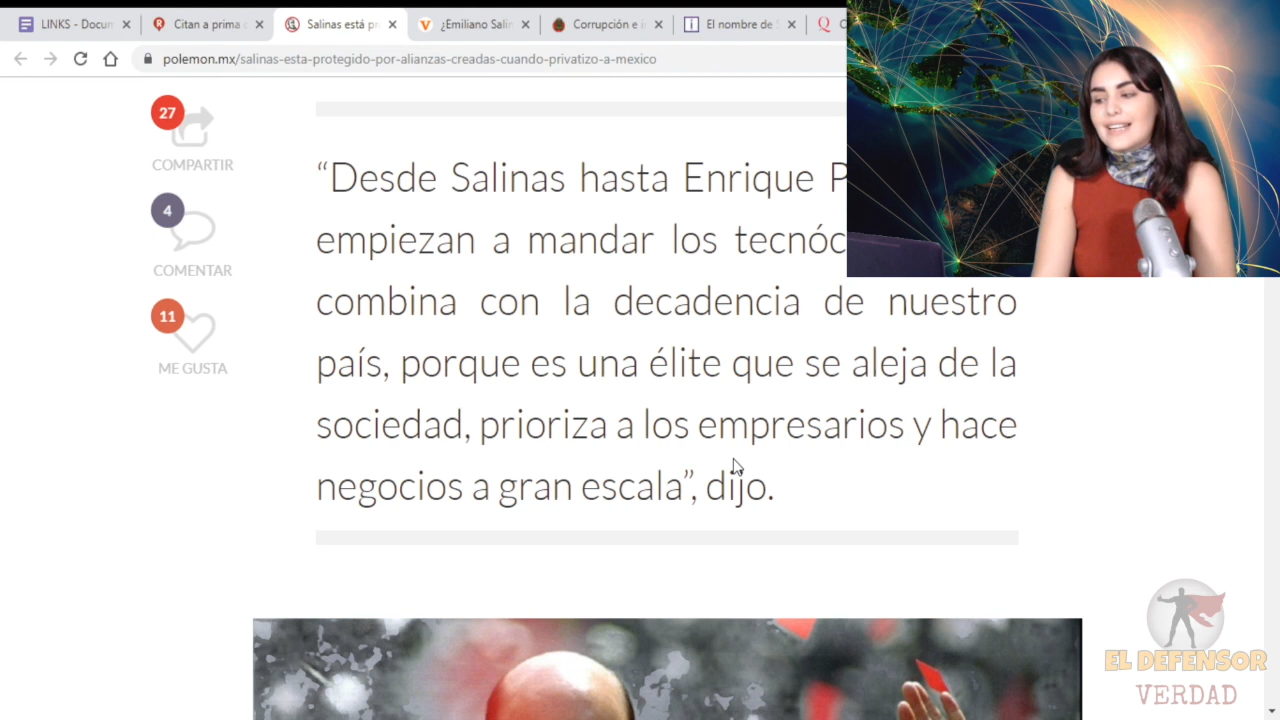 LINKS - Docun
Citan a prima
Salinas está pr
¿Emiliano Salin
Corrupción e i
El nombre de
polemon.mx/salinas-esta-protegido-por-alianzas-creadas-cuando-privatizo-a-mexico
27
COMPARTIR
4
COMENTAR
11
ME GUSTA
“Desde Salinas hasta Enrique P
empiezan a mandar los tecnóc
combina con la decadencia de nuestro
país, porque es una élite que se aleja de la
sociedad, prioriza a los empresarios y hace
negocios a gran escala”, dijo.
EL DEFENSOR
VERDAD